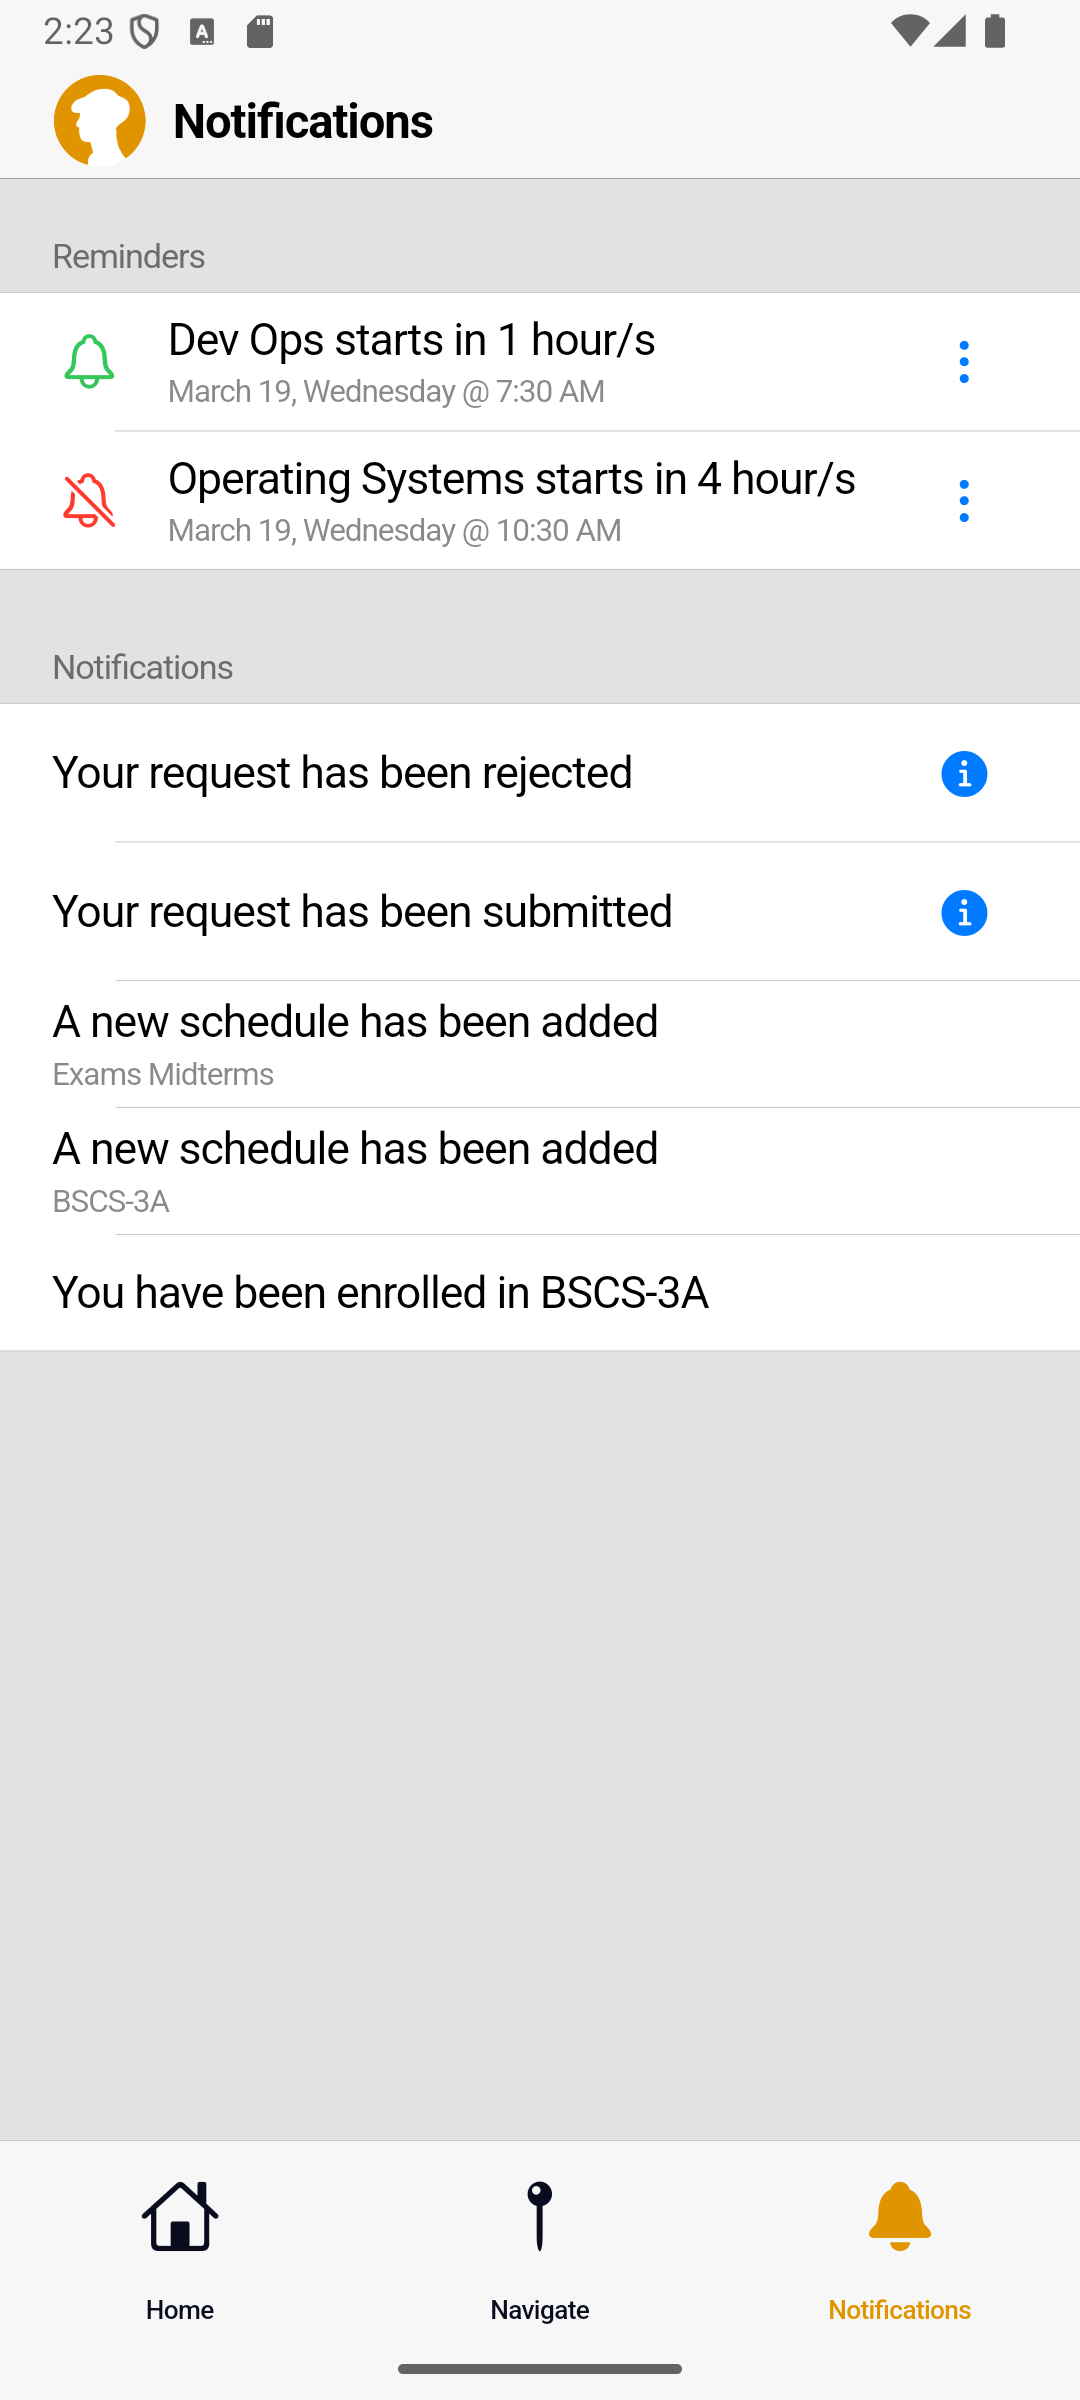 2:23
Notifications
Reminders
Dev Ops starts in 1 hour/s
March 19, Wednesday @ 7:30 AM
Operating Systems starts in 4 hour/s
March 19, Wednesday @ 10:30 AM
Notifications
Your request has been rejected
Your request has been submitted
A new schedule has been added
Exams Midterms
A new schedule has been added
BSCS-3A
You have been enrolled in BSCS-3A
Home
Navigate
Notifications